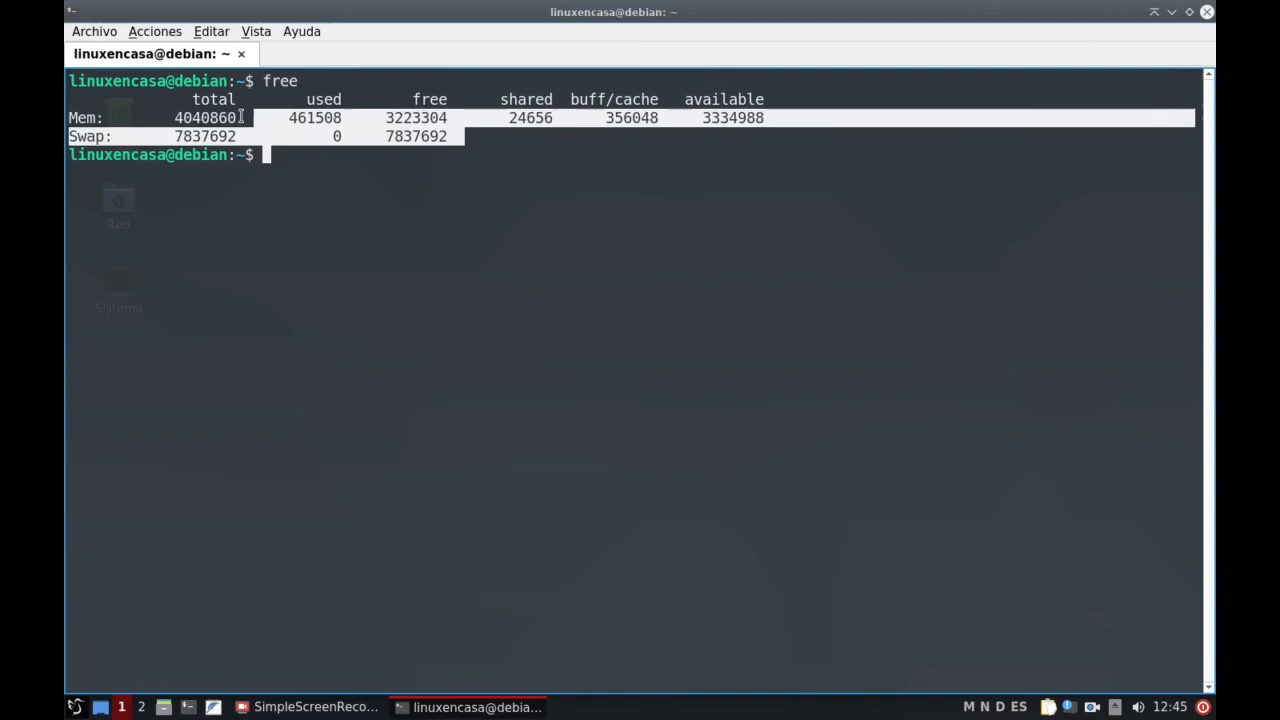 linuxencasa@debian: ~
Archivo Acciones Editar Vista Ayuda
linuxencasa@debian: ~ ×
linuxencasa@debian:~$ free
total used free shared buff/cache available
Mem: 4040860 461508 3223304 24656 356048 3334988
Swap: 7837692 0 7837692
linuxencasa@debian:~$
Red
Sistema
1 2 SimpleScreenReco... linuxencasa@debia... M N D ES 12:45